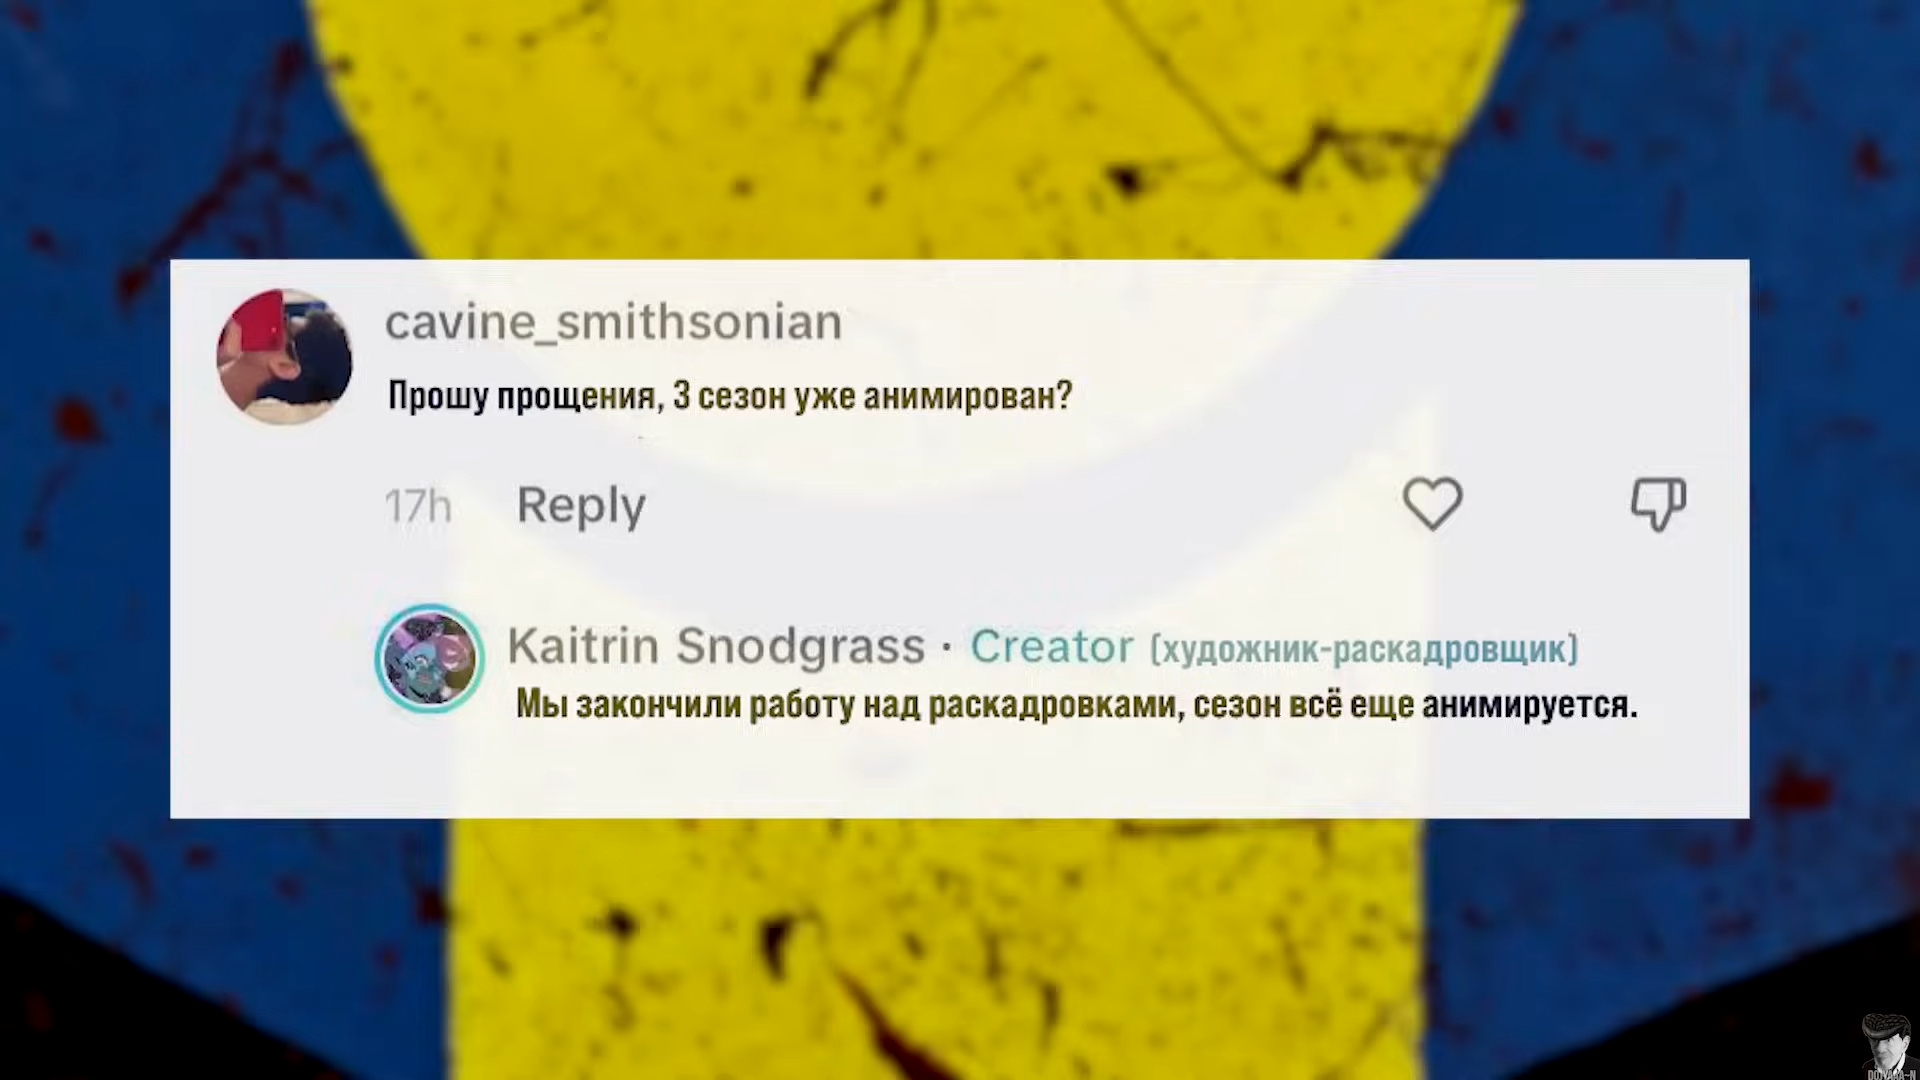 cavine_smithsonian
Прошу прощения, 3 сезон уже анимирован?
17h Reply
Kaitrin Snodgrass · Creator (художник-раскадровщик)
Мы закончили работу над раскадровками, сезон всё еще анимируется.